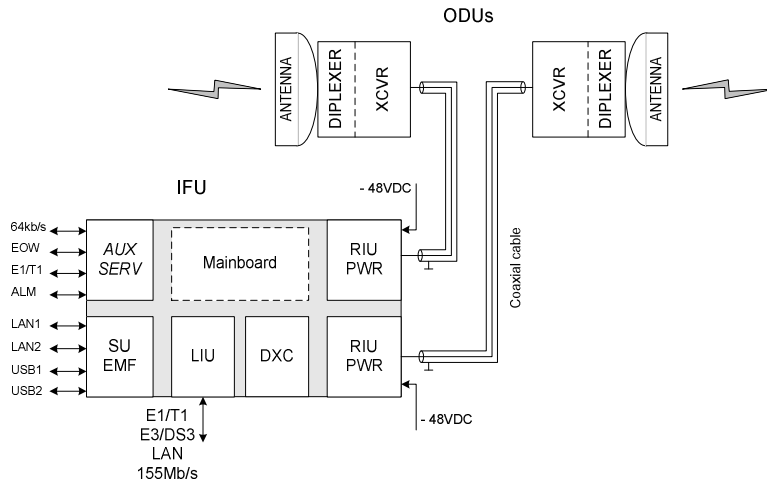 ODUs
ANTENNA
DIPLEXER
XCVR
XCVR
DIPLEXER
ANTENNA
IFU
- 48VDC
64kb/s
EOW
E1/T1
ALM
AUX
SERV
Mainboard
RIU
PWR
Coaxial cable
LAN1
LAN2
USB1
USB2
SU
EMF
LIU
DXC
RIU
PWR
- 48VDC
E1/T1
E3/DS3
LAN
155Mb/s